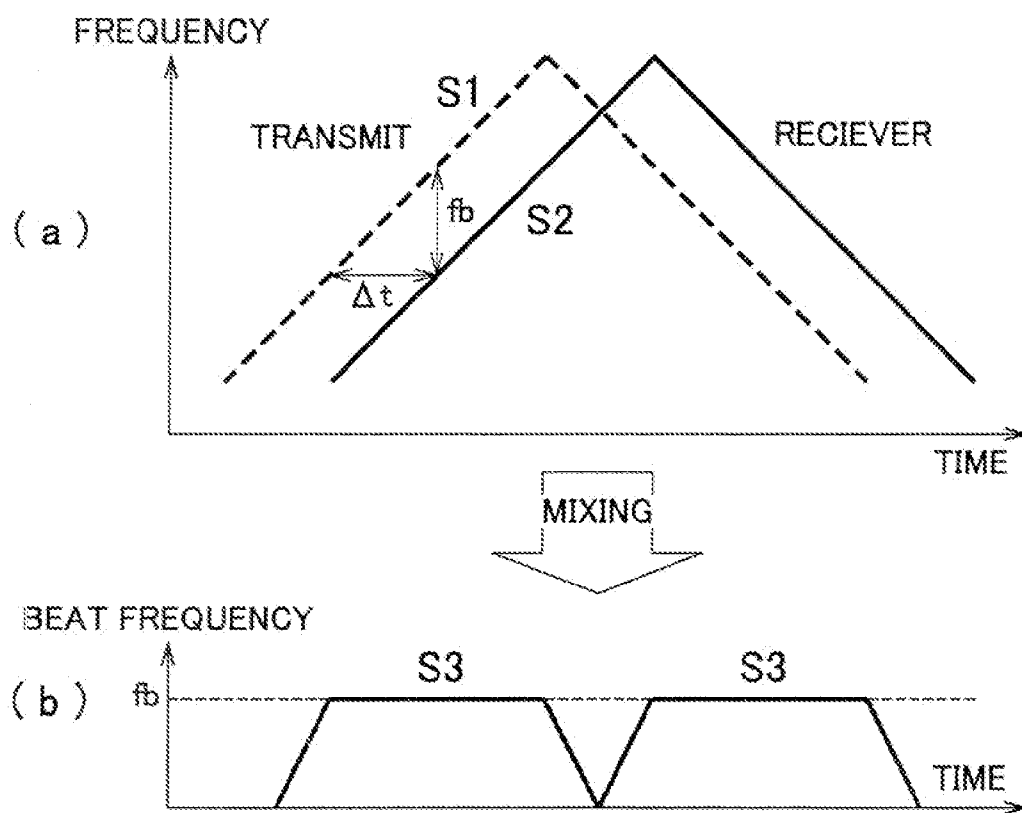 FREQUENCY
S1
TRANSMIT
RECIEVER
( a )
fb
S2
Δt
TIME
MIXING
BEAT FREQUENCY
S3
S3
( b )
fb
TIME